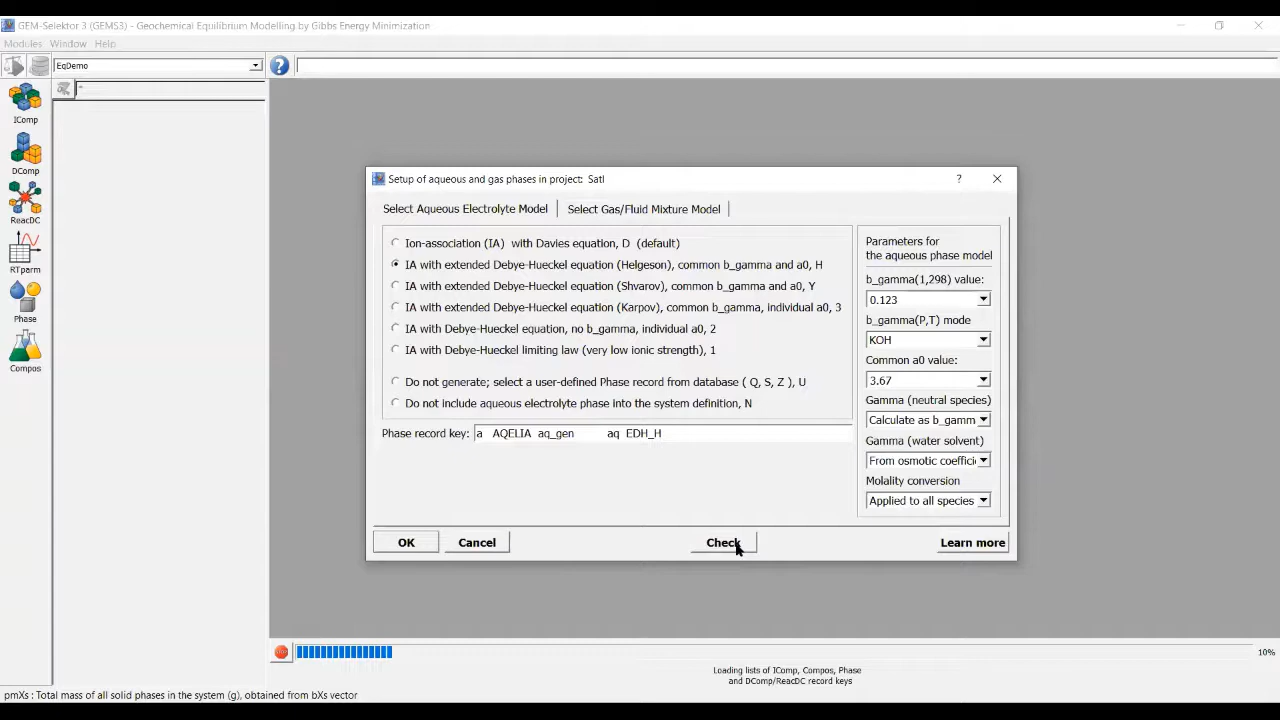 GEM-Selektor 3 (GEMS3) - Geochemical Equilibrium Modelling by Gibbs Energy Minimization
Modules Window Help
EqDemo
?
*
IComp
DComp
ReacDC
RTparm
Phase
Compos
Setup of aqueous and gas phases in project: Satl
?
Select Aqueous Electrolyte Model
Select Gas/Fluid Mixture Model
Ion-association (IA) with Davies equation, D (default)
IA with extended Debye-Hueckel equation (Helgeson), common b_gamma and a0, H
IA with extended Debye-Hueckel equation (Shvarov), common b_gamma and a0, Y
IA with extended Debye-Hueckel equation (Karpov), common b_gamma, individual a0, 3
IA with Debye-Hueckel equation, no b_gamma, individual a0, 2
IA with Debye-Hueckel limiting law (very low ionic strength), 1
Do not generate; select a user-defined Phase record from database ( Q, S, Z ), U
Do not include aqueous electrolyte phase into the system definition, N
Phase record key: a AQELIA aq_gen aq EDH_H
Parameters for
the aqueous phase model
b_gamma(1,298) value:
0.123
b_gamma(P,T) mode
KOH
Common a0 value:
3.67
Gamma (neutral species)
Calculate as b_gamm
Gamma (water solvent)
From osmotic coeffici
Molality conversion
Applied to all species
OK
Cancel
Check
Learn more
10%
Loading lists of IComp, Compos, Phase
and DComp/ReacDC record keys
pmXs : Total mass of all solid phases in the system (g), obtained from bXs vector